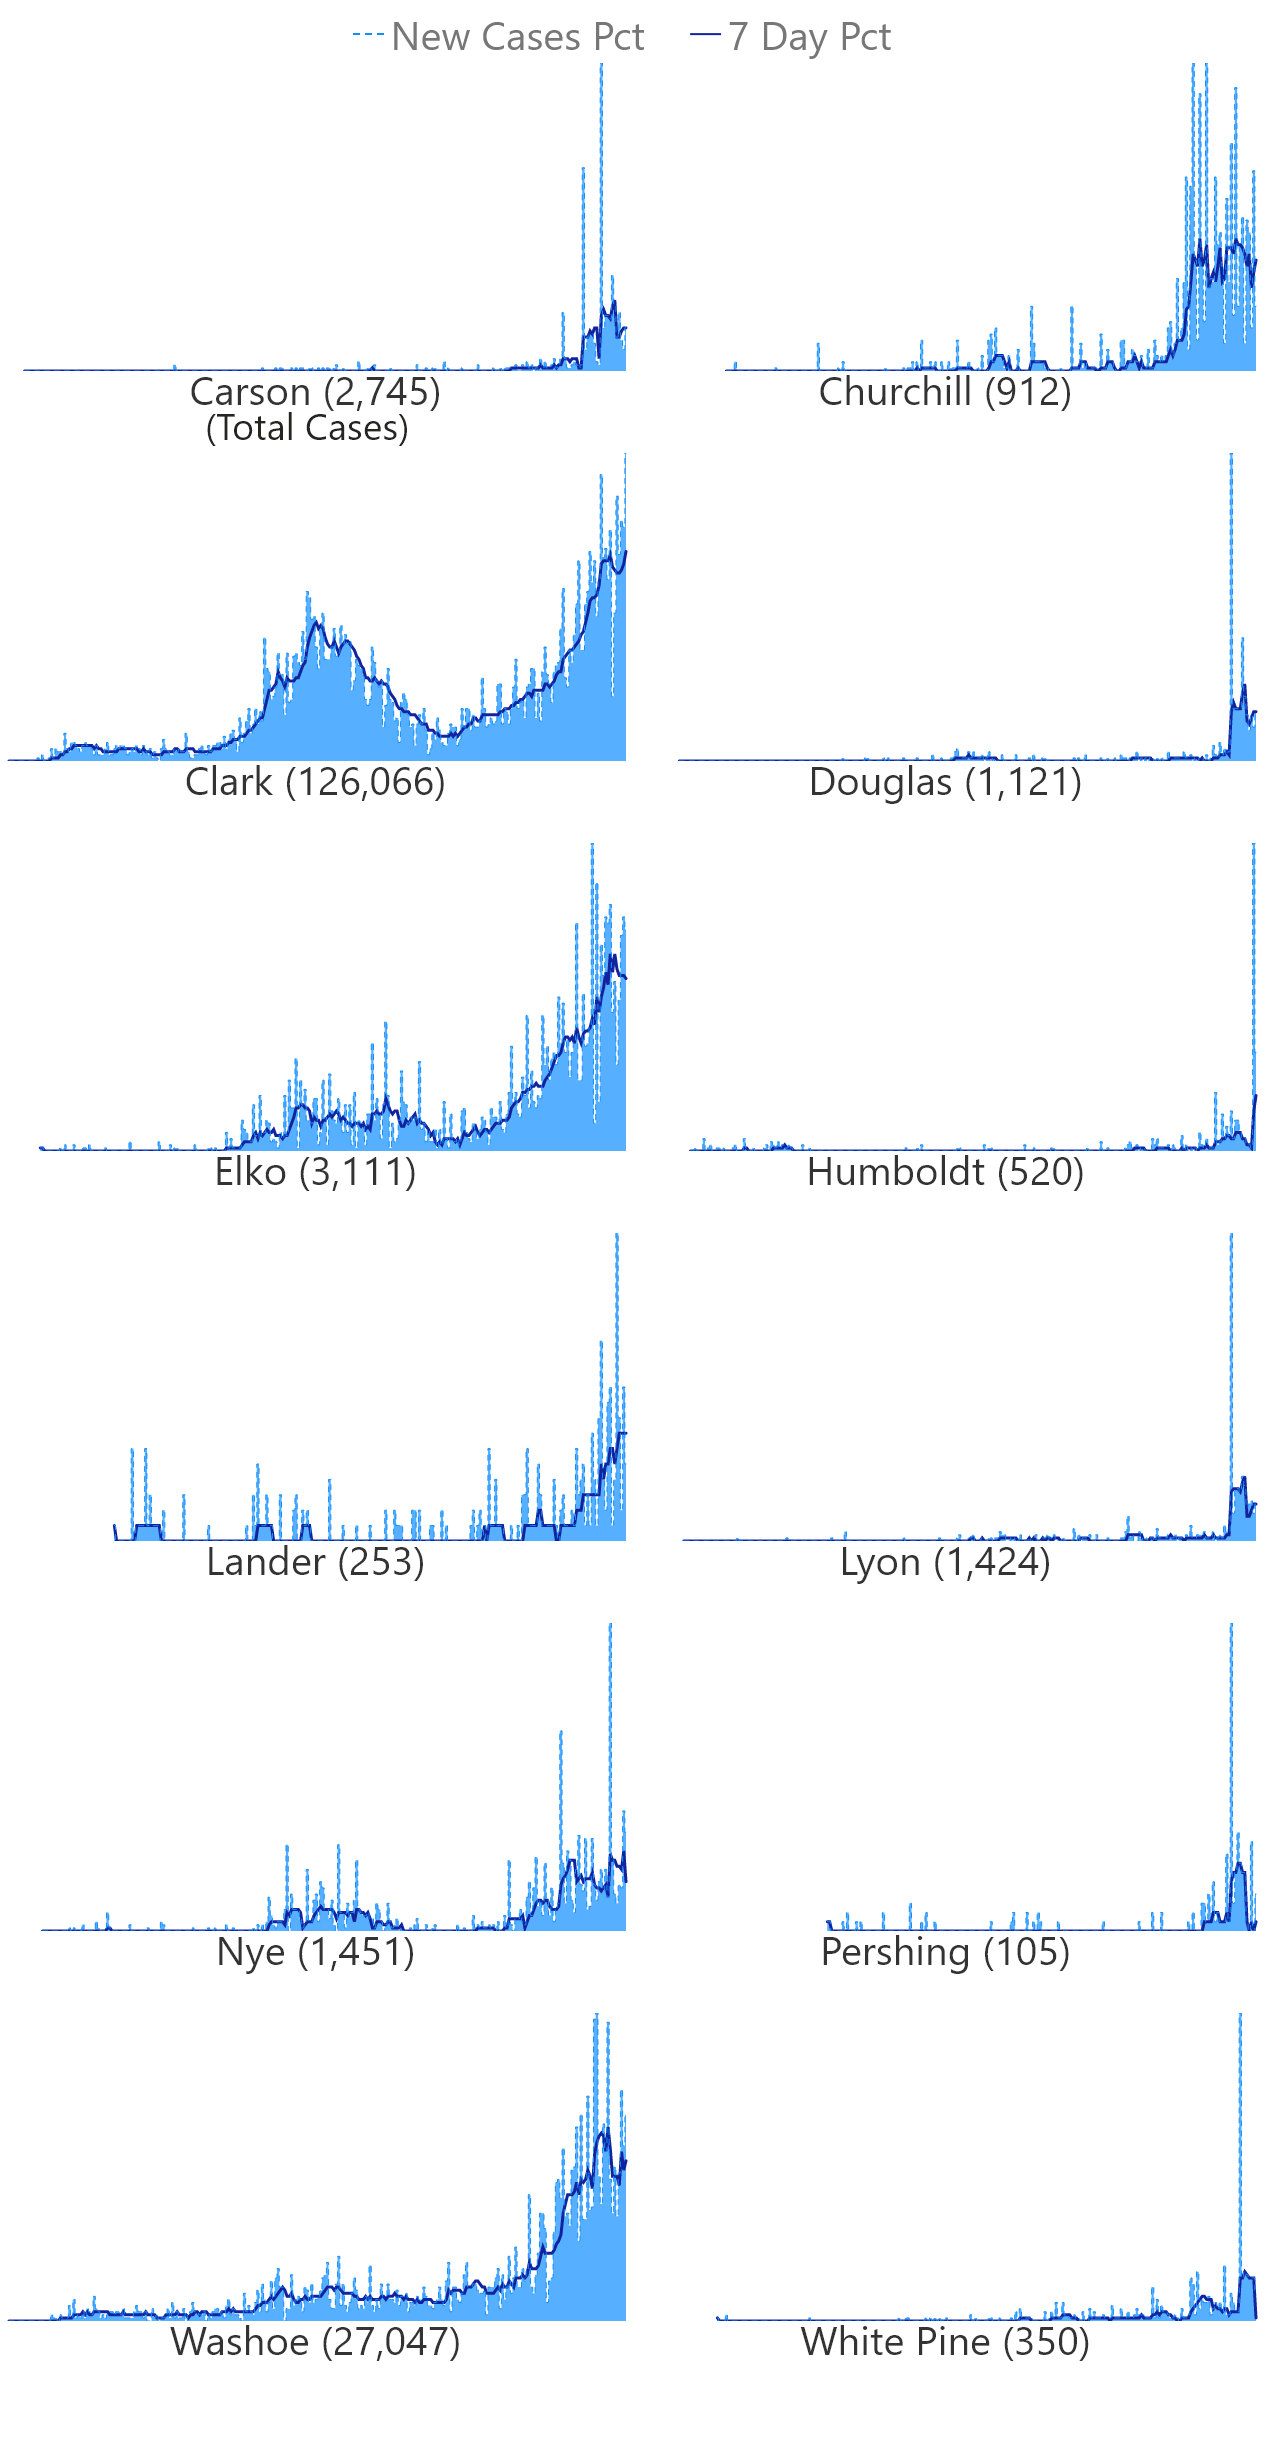 New Cases Pct 7 Day Pct
Carson (2,745) Churchill (912)
(Total Cases)
Clark (126,066) Douglas (1,121)
Elko (3,111) Humboldt (520)
Lander (253) Lyon (1,424)
Nye (1,451) Pershing (105)
Washoe (27,047) White Pine (350)